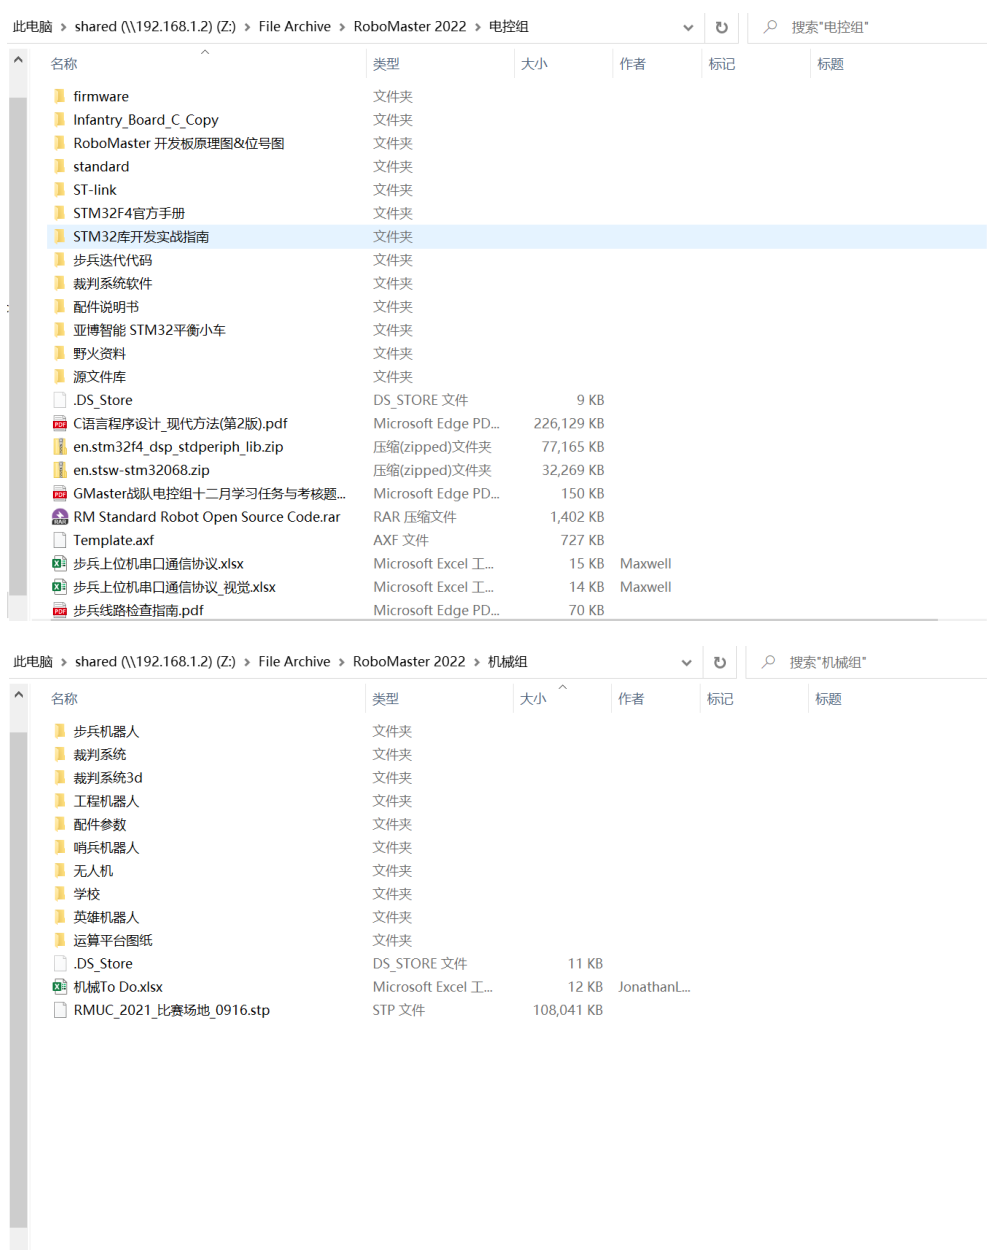 此电脑 > shared (\\192.168.1.2) (Z:) > File Archive > RoboMaster 2022 > 电控组 搜索"电控组"
名称 类型 大小 作者 标记 标题
firmware 文件夹
Infantry_Board_C_Copy 文件夹
RoboMaster 开发板原理图&位号图 文件夹
standard 文件夹
ST-link 文件夹
STM32F4官方手册 文件夹
STM32库开发实战指南 文件夹
步兵迭代代码 文件夹
裁判系统软件 文件夹
配件说明书 文件夹
亚博智能 STM32平衡小车 文件夹
野火资料 文件夹
源文件库 文件夹
.DS_Store DS_STORE 文件 9 KB
C语言程序设计_现代方法(第2版).pdf Microsoft Edge PD... 226,129 KB
en.stm32f4_dsp_stdperiph_lib.zip 压缩(zipped)文件夹 77,165 KB
en.stsw-stm32068.zip 压缩(zipped)文件夹 32,269 KB
GMaster战队电控组十二月学习任务与考核题... Microsoft Edge PD... 150 KB
RM Standard Robot Open Source Code.rar RAR 压缩文件 1,402 KB
Template.axf AXF 文件 727 KB
步兵上位机串口通信协议.xlsx Microsoft Excel 工... 15 KB Maxwell
步兵上位机串口通信协议_视觉.xlsx Microsoft Excel 工... 14 KB Maxwell
步兵线路检查指南.pdf Microsoft Edge PD... 70 KB
此电脑 > shared (\\192.168.1.2) (Z:) > File Archive > RoboMaster 2022 > 机械组 搜索"机械组"
名称 类型 大小 作者 标记 标题
步兵机器人 文件夹
裁判系统 文件夹
裁判系统3d 文件夹
工程机器人 文件夹
配件参数 文件夹
哨兵机器人 文件夹
无人机 文件夹
学校 文件夹
英雄机器人 文件夹
运算平台图纸 文件夹
.DS_Store DS_STORE 文件 11 KB
机械To Do.xlsx Microsoft Excel 工... 12 KB JonathanL...
RMUC_2021_比赛场地_0916.stp STP 文件 108,041 KB